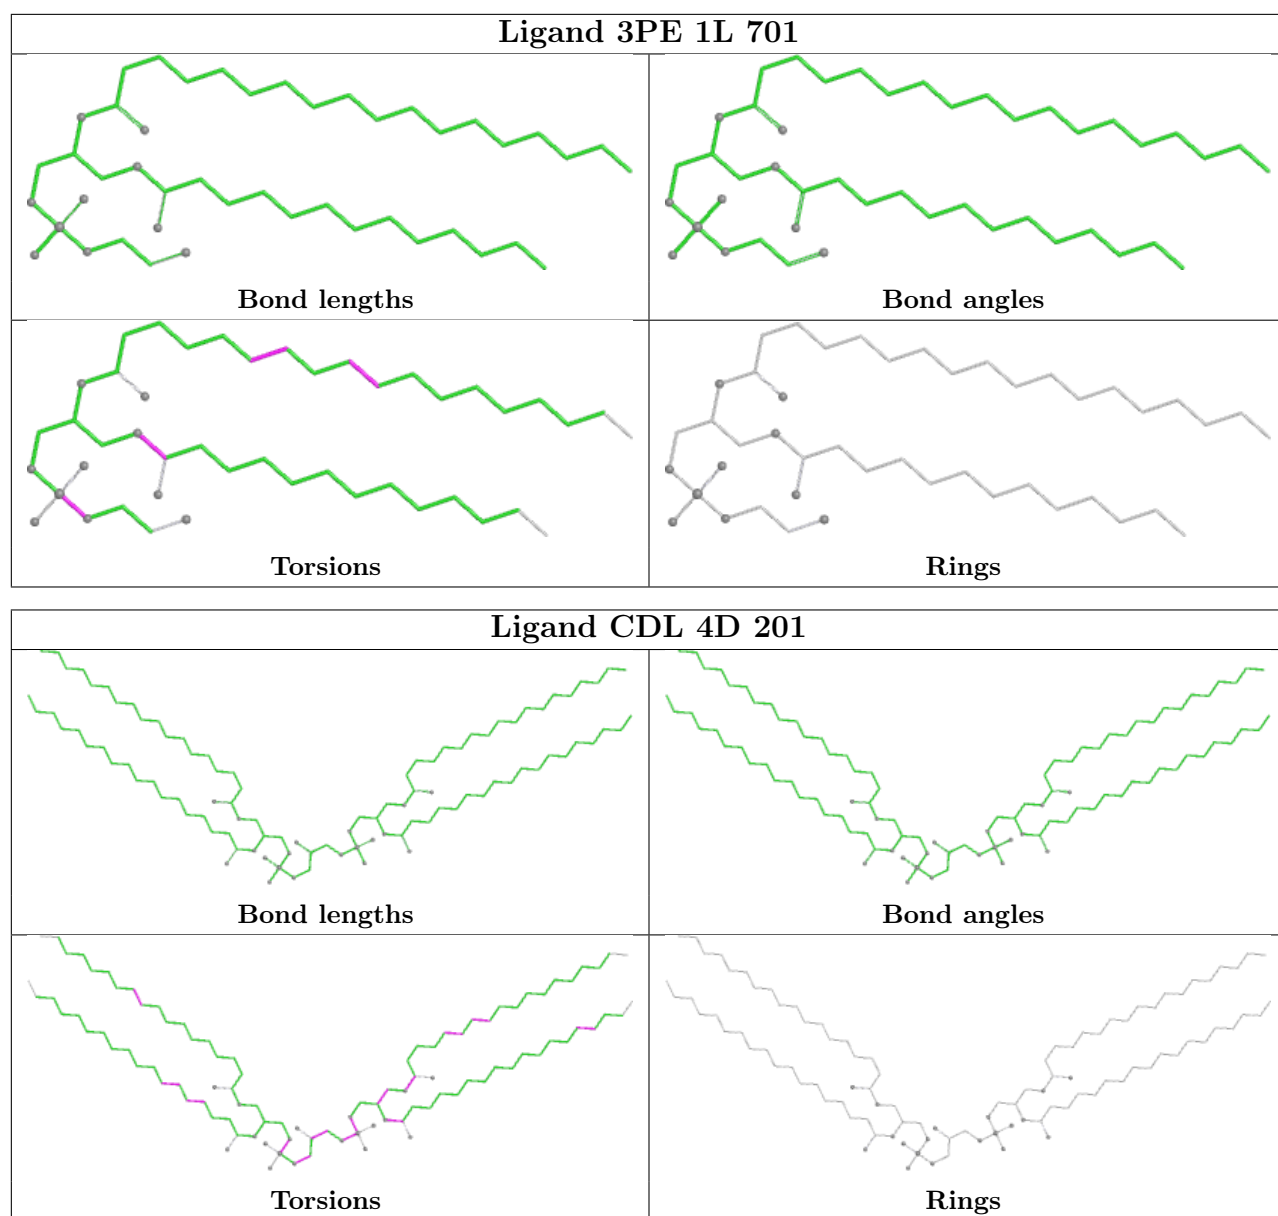 Ligand 3PE 1L 701
Bond lengths
Bond angles
Torsions
Rings
Ligand CDL 4D 201
Bond lengths
Bond angles
Torsions
Rings